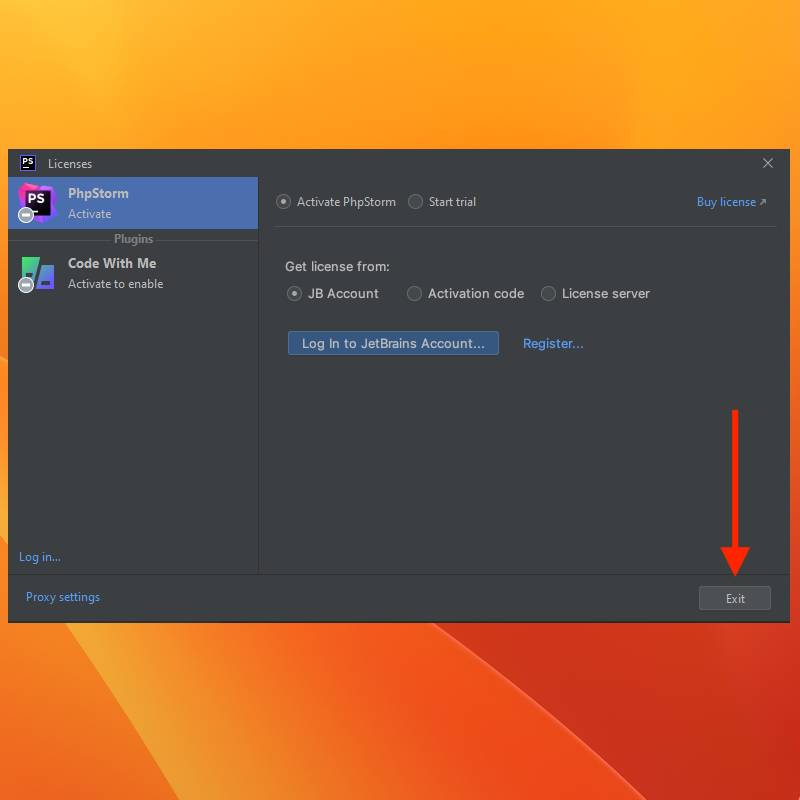 PS Licenses
PS PhpStorm
Activate
Plugins
Code With Me
Activate to enable
Log in...
Activate PhpStorm Start trial Buy license
Get license from:
JB Account Activation code License server
Log In to JetBrains Account... Register...
Proxy settings Exit